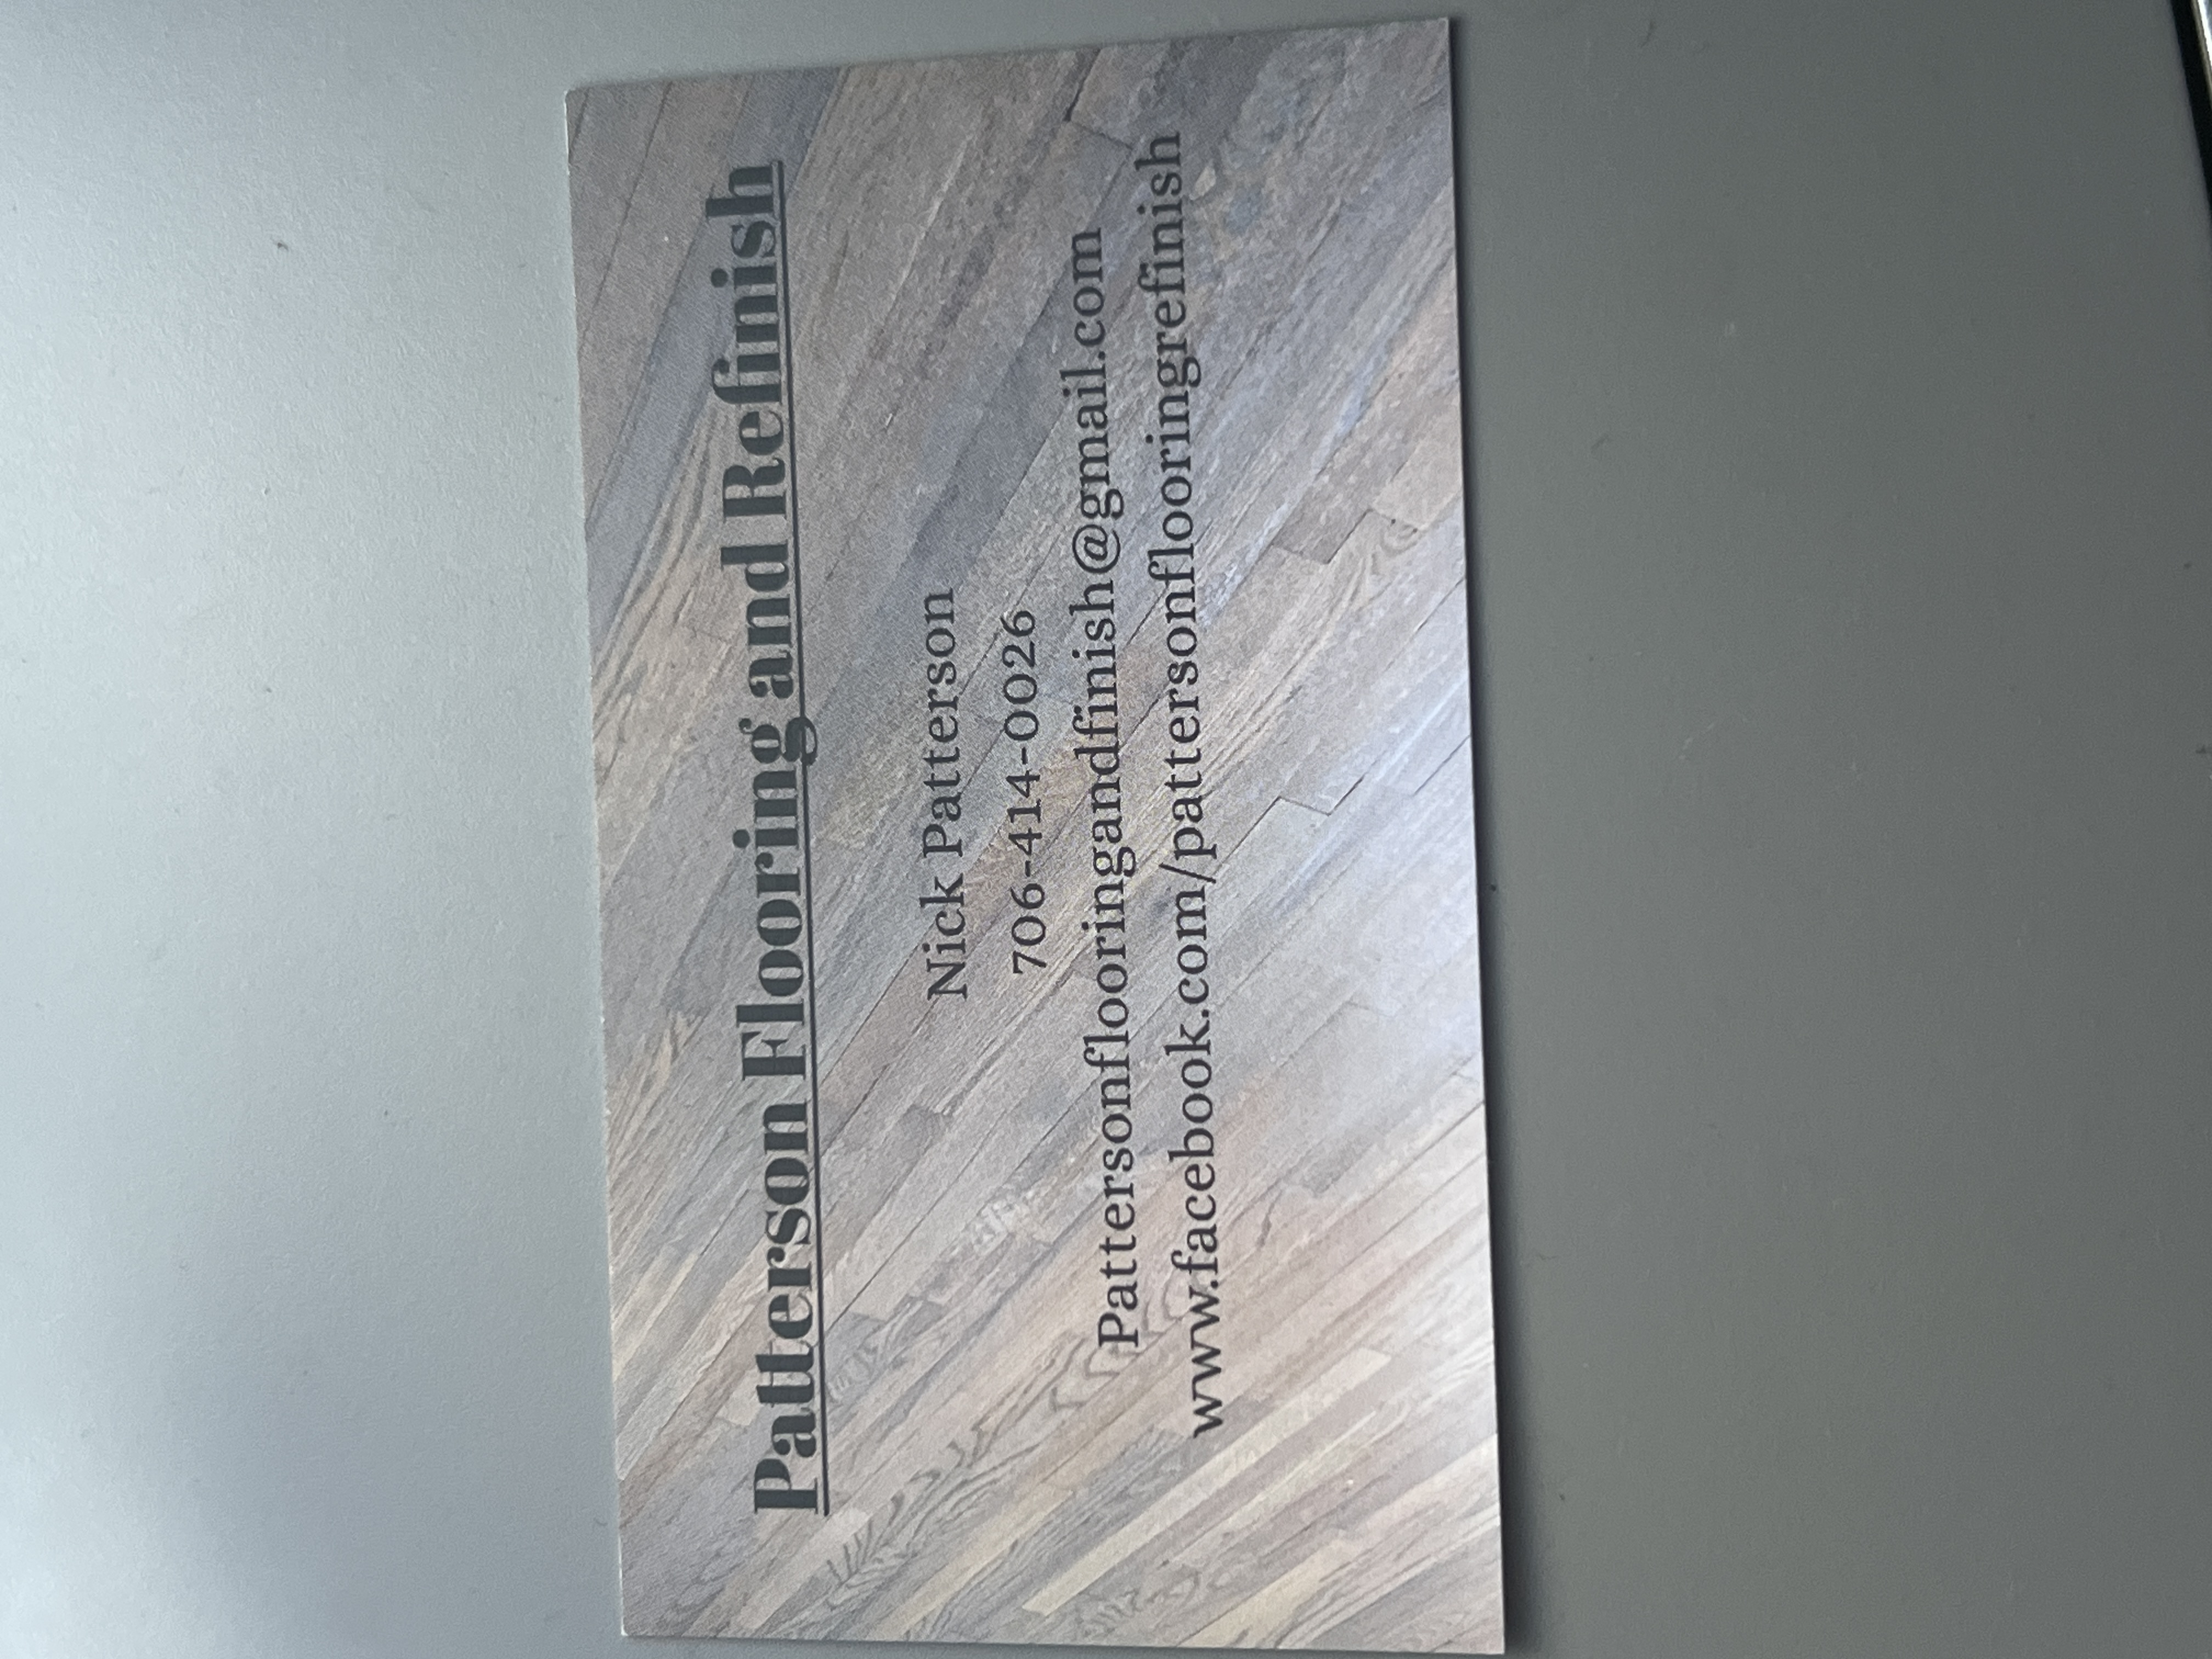 Patterson Flooring and Refinish
Nick Patterson
706-414-0026
Pattersonflooringandfinish@gmail.com
www.facebook.com/pattersonflooringrefinish